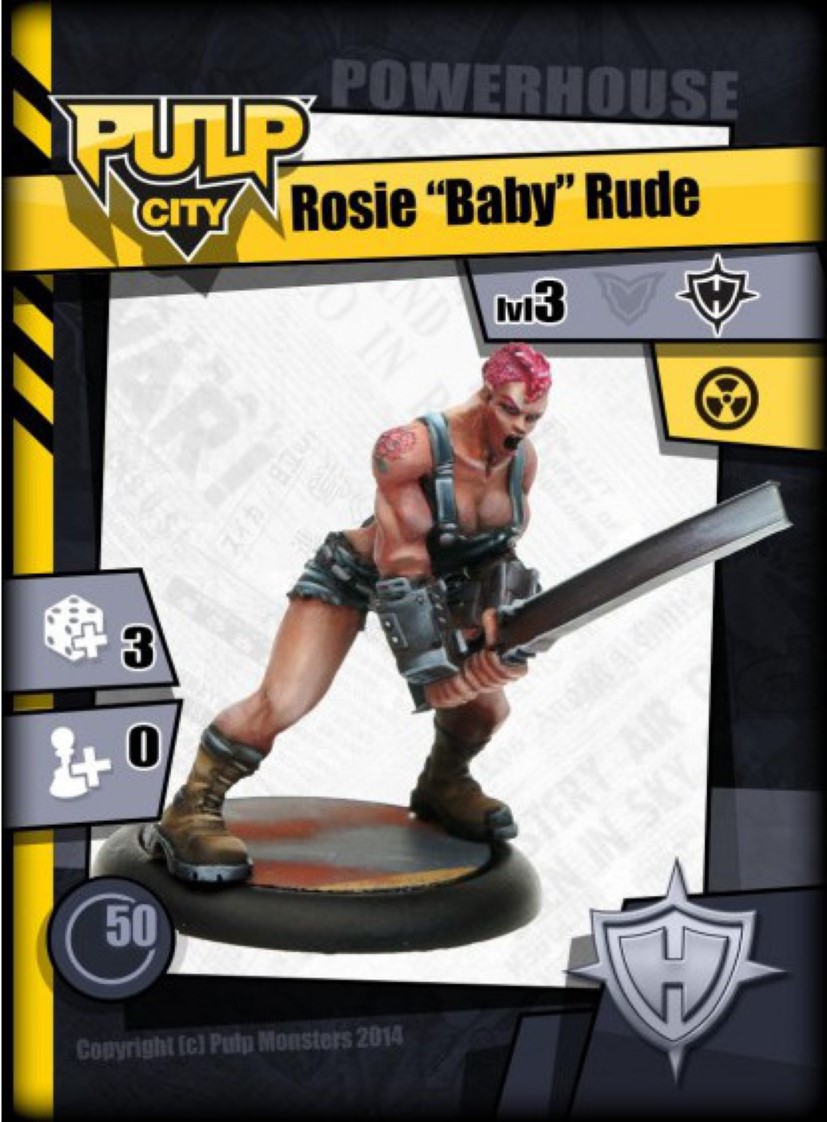 POWERHOUSE
PULP
CITY
Rosie “Baby” Rude
lvl3
H
3
0
50
H
Copyright (c) Pulp Monsters 2014